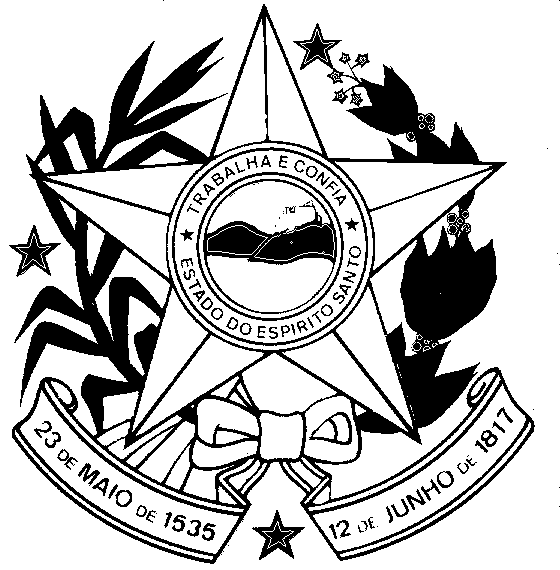 TRABALHA E CONFIA
ESTADO DO ESPIRITO SANTO
23 DE MAIO DE 1535
12 DE JUNHO DE 1817